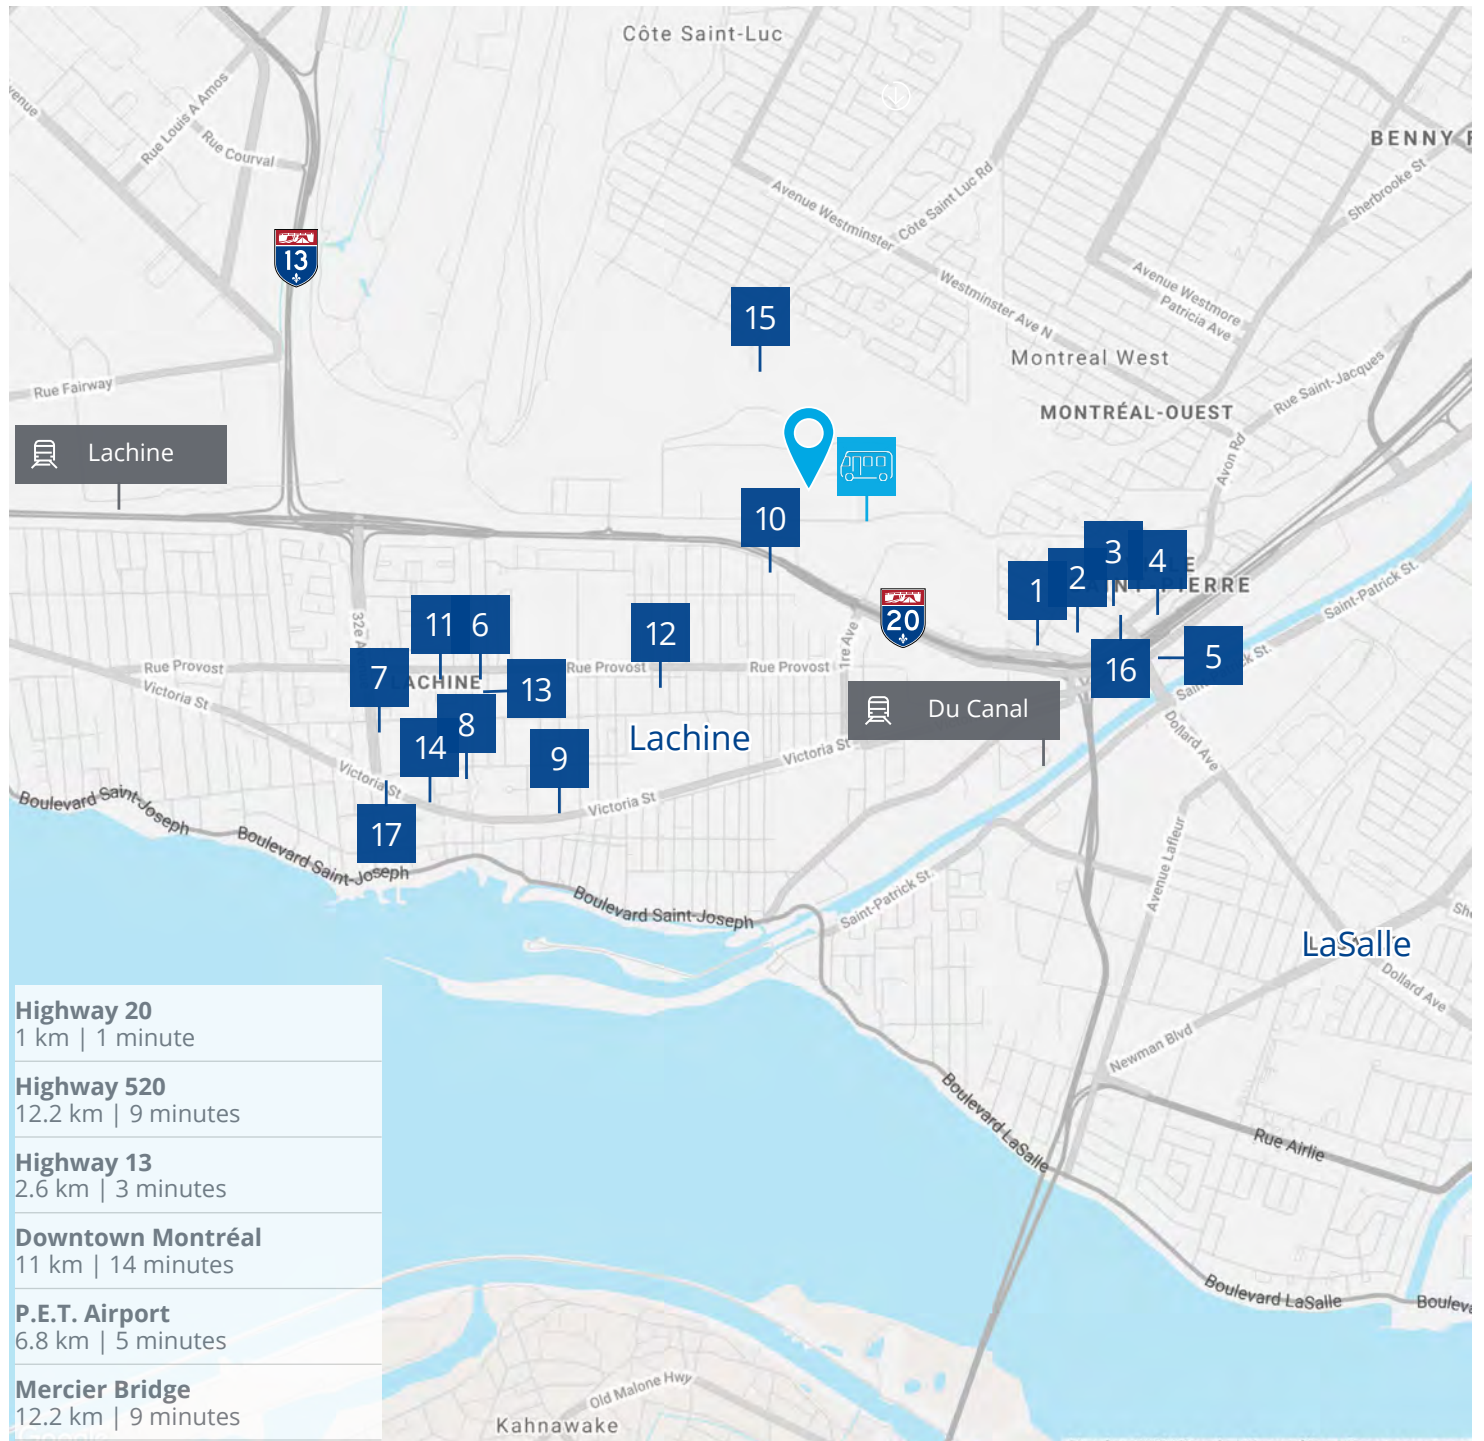 Côte Saint-Luc
BENNY
Rue Louis A Amos
Rue Courval
Sherbrooke St
Avenue Westminster
Côte Saint Luc Rd
Avenue Westmore
Patricia Ave
Westminster Ave N
13
15
Montreal West
Rue Saint-Jacques
Rue Fairway
MONTRÉAL-OUEST
Lachine
Avon Rd
10
3
4
2
1
PIERRE
Saint-Patrick St.
20
32e
11
6
12
1re Ave
16
5
Rue Provost
Rue Provost
Rue Provost
7
LACHINE
13
Victoria St
8
14
9
Lachine
Du Canal
Dollard Ave
Victoria St
Victoria St
Victoria St
Boulevard Saint-Joseph
17
Boulevard Saint-Joseph
Boulevard Saint-Joseph
Saint-Patrick St.
Avenue Lafleur
LaSalle
Dollard Ave
Newman Blvd
Boulevard LaSalle
Rue Airlie
Boulevard LaSalle
Highway 20
1 km | 1 minute
Highway 520
12.2 km | 9 minutes
Highway 13
2.6 km | 3 minutes
Downtown Montréal
11 km | 14 minutes
P.E.T. Airport
6.8 km | 5 minutes
Mercier Bridge
12.2 km | 9 minutes
Google
Old Malone Hwy
Kahnawake